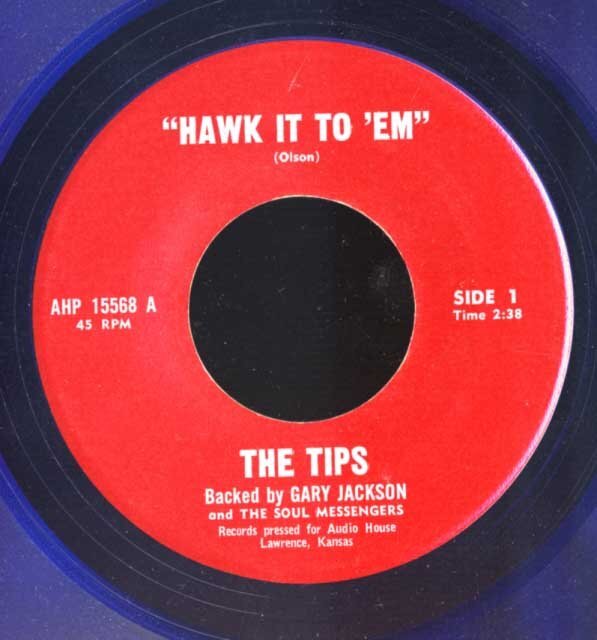 "HAWK IT TO 'EM"
(Olson)
AHP 15568 A
45 RPM
SIDE 1
Time 2:38
THE TIPS
Backed by GARY JACKSON
and THE SOUL MESSENGERS
Records pressed for Audio House
Lawrence, Kansas